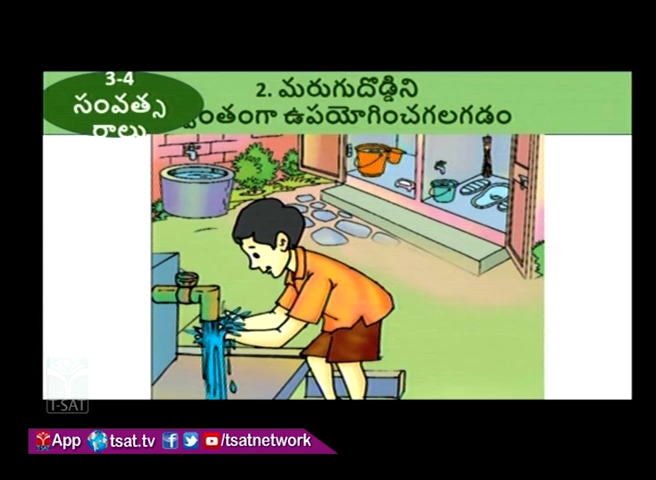 3-4
సంవత్స
రాలు
2. మరుగుదొడ్డిని
ంతంగా ఉపయోగించగలగడం
T-SAT
App tsat.tv /tsatnetwork